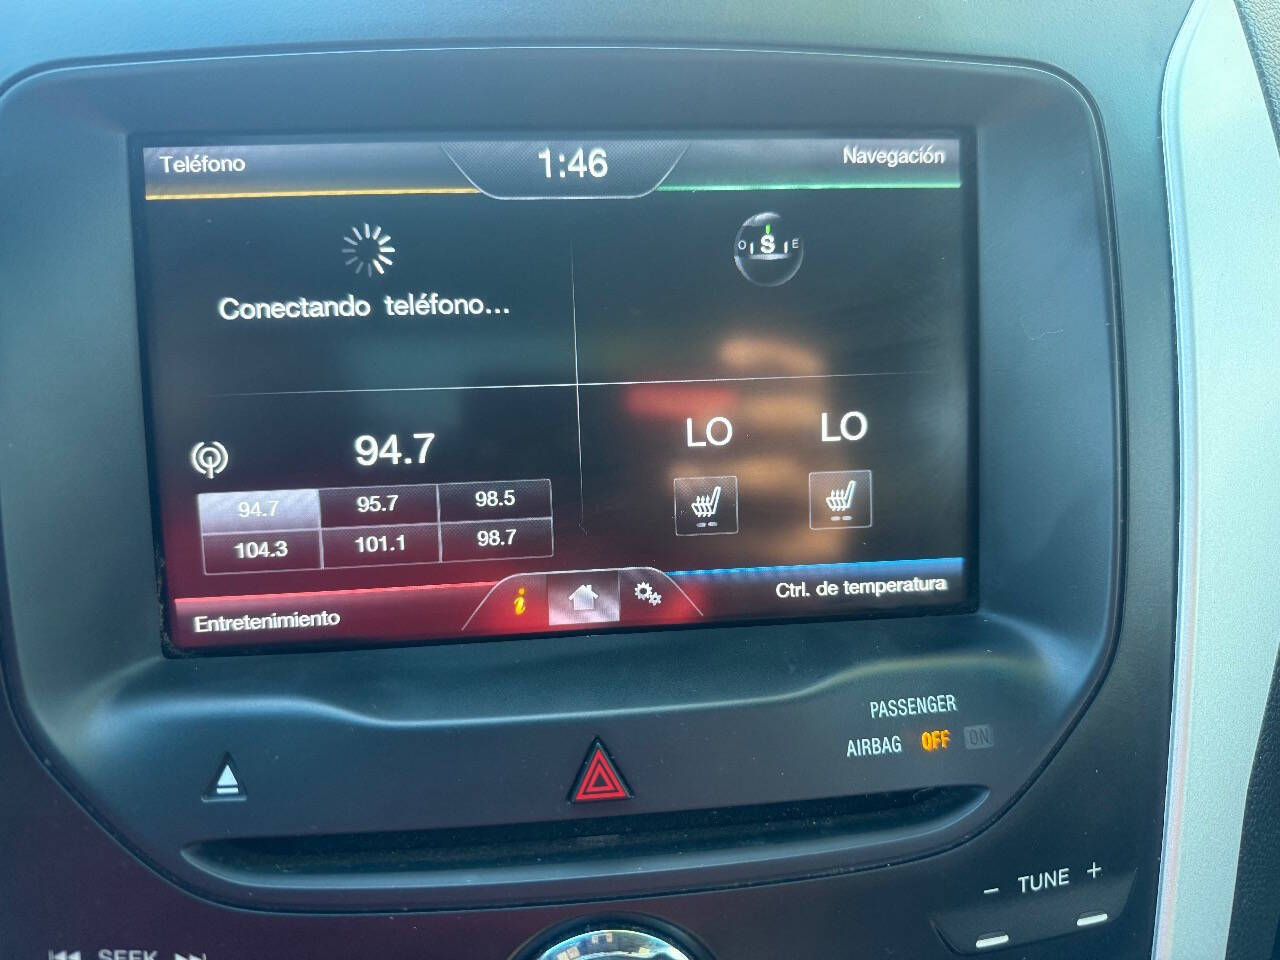 Teléfono
1:46
Navegación
O S E
Conectando teléfono...
94.7
LO
LO
94.7 95.7 98.5
104.3 101.1 98.7
Entretenimiento
i
Ctrl. de temperatura
PASSENGER
AIRBAG OFF ON
- TUNE +
SEEK